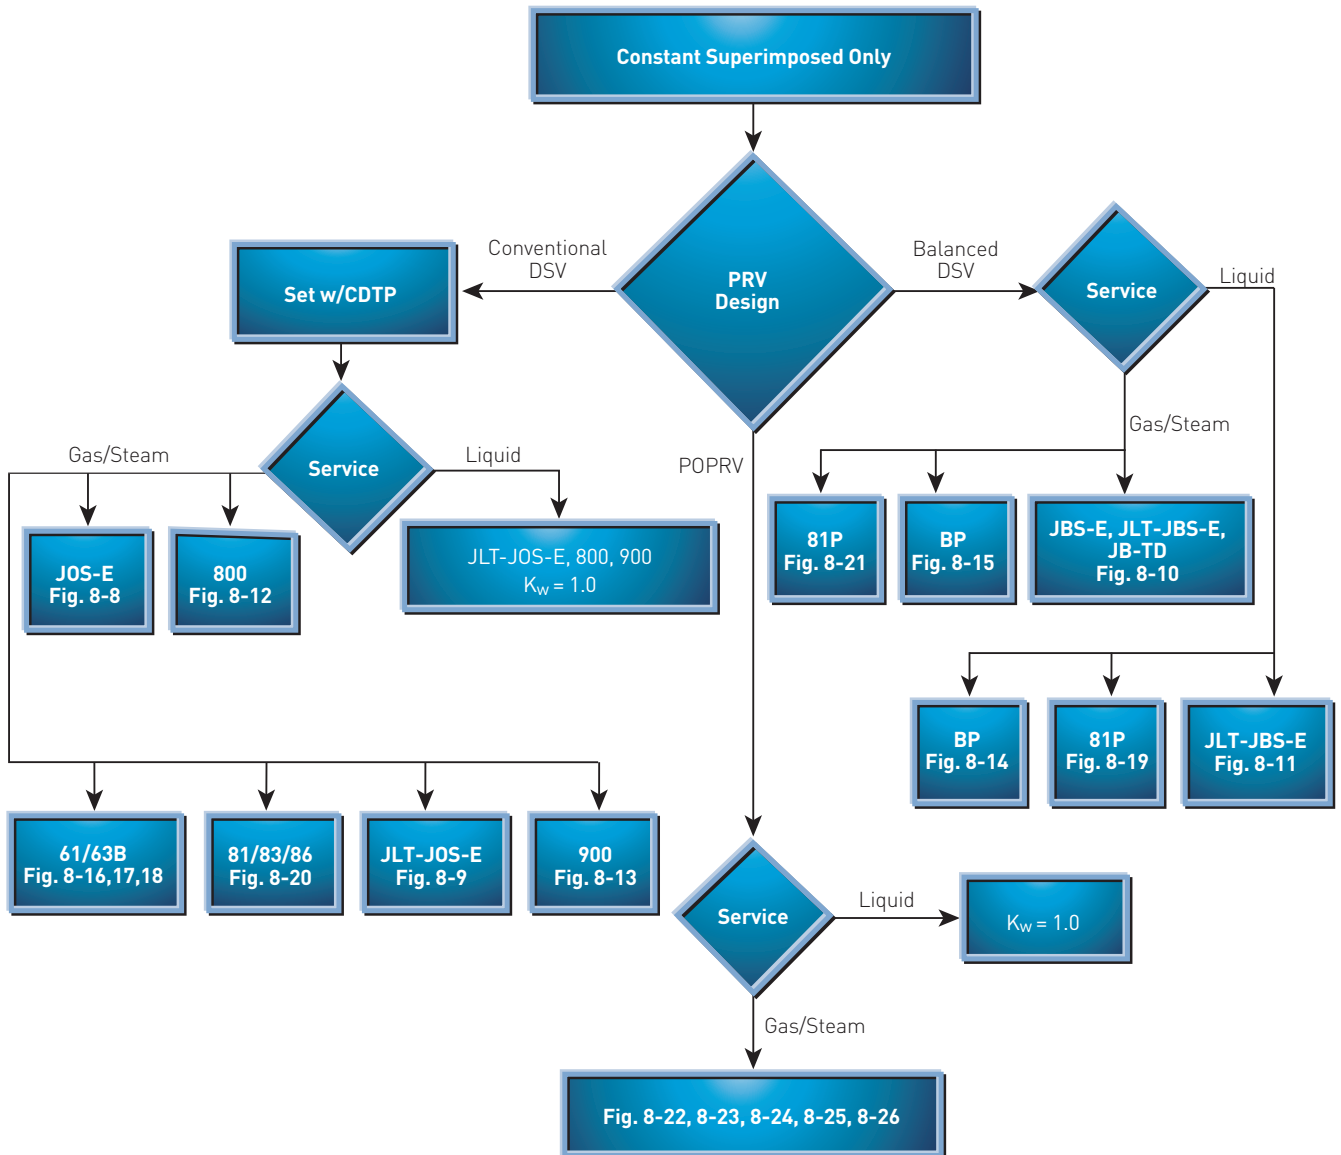 Constant Superimposed Only
PRV
Design
Conventional
DSV
Balanced
DSV
Set w/CDTP
Service
Liquid
Gas/Steam
Service
Liquid
Gas/Steam
POPRV
JOS-E
Fig. 8-8
800
Fig. 8-12
JLT-JOS-E, 800, 900
Kw = 1.0
81P
Fig. 8-21
BP
Fig. 8-15
JBS-E, JLT-JBS-E,
JB-TD
Fig. 8-10
BP
Fig. 8-14
81P
Fig. 8-19
JLT-JBS-E
Fig. 8-11
61/63B
Fig. 8-16,17,18
81/83/86
Fig. 8-20
JLT-JOS-E
Fig. 8-9
900
Fig. 8-13
Service
Liquid
Kw = 1.0
Gas/Steam
Fig. 8-22, 8-23, 8-24, 8-25, 8-26